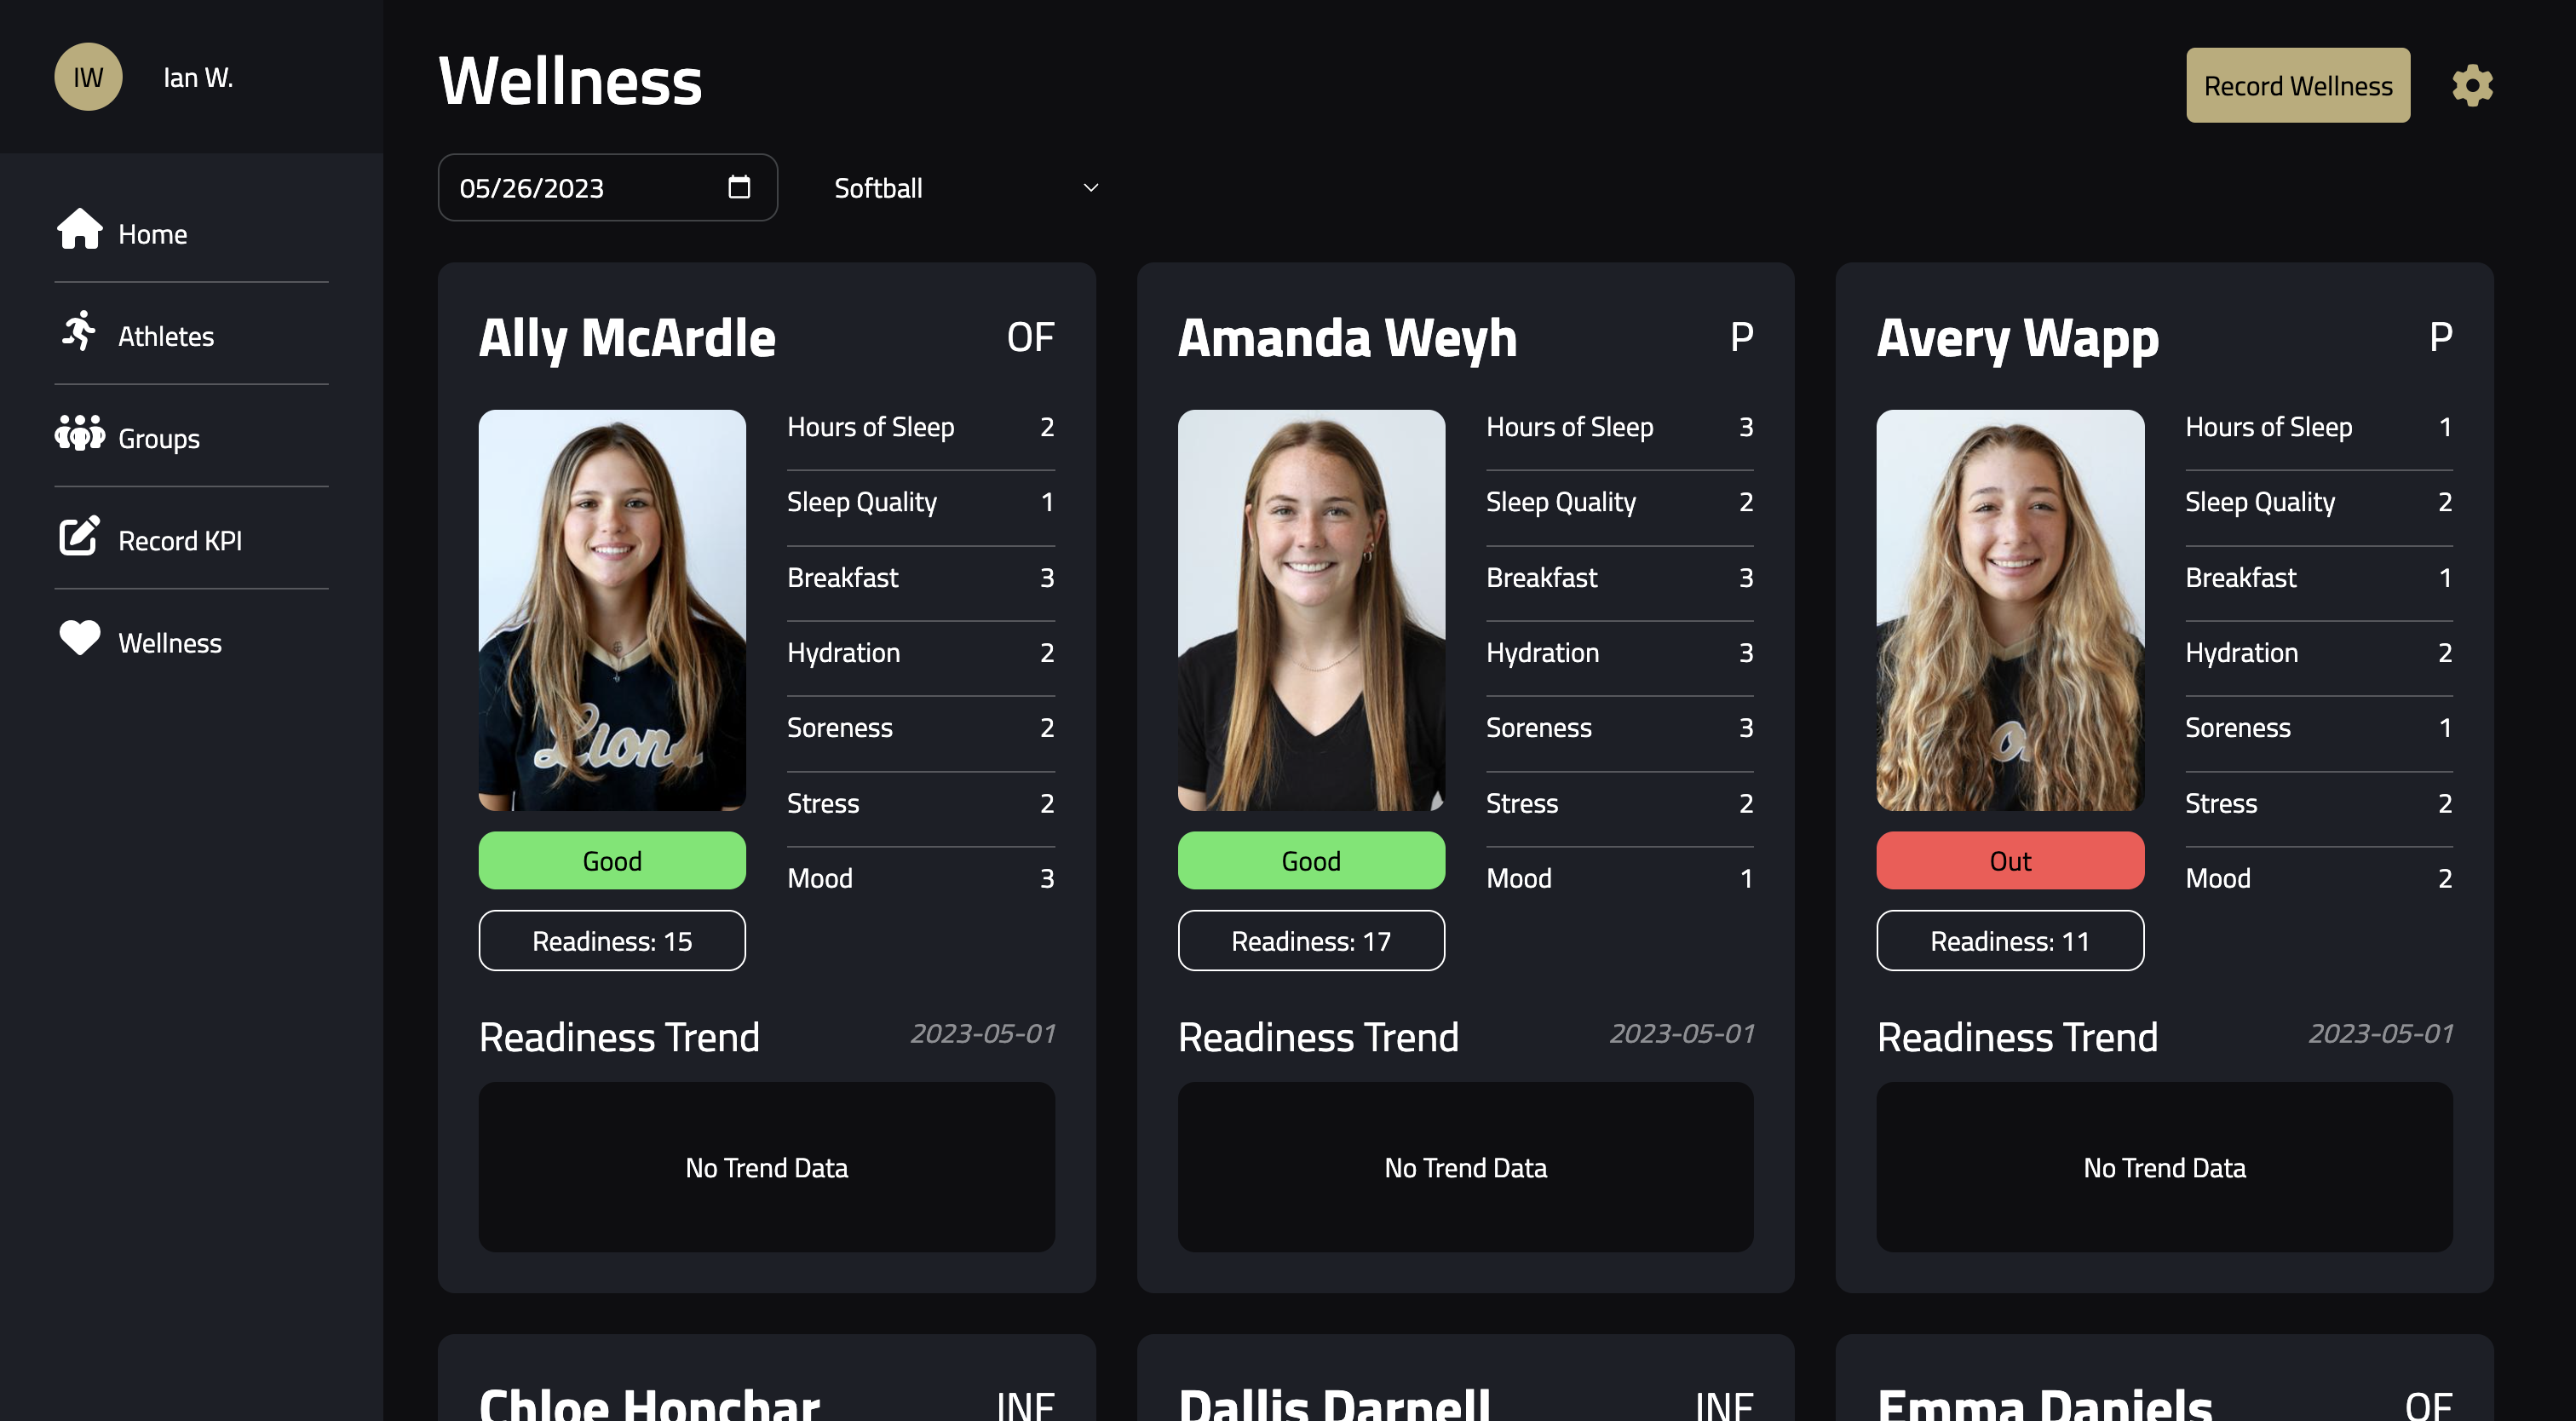 IW
Ian W.
Home
Athletes
Groups
Record KPI
Wellness
Wellness
Record Wellness
05/26/2023
Softball
Ally McArdle
OF
Hours of Sleep 2
Sleep Quality 1
Breakfast 3
Hydration 2
Soreness 2
Stress 2
Mood 3
Lions
Good
Readiness: 15
Readiness Trend 2023-05-01
No Trend Data
Amanda Weyh
P
Hours of Sleep 3
Sleep Quality 2
Breakfast 3
Hydration 3
Soreness 3
Stress 2
Mood 1
Good
Readiness: 17
Readiness Trend 2023-05-01
No Trend Data
Avery Wapp
P
Hours of Sleep 1
Sleep Quality 2
Breakfast 1
Hydration 2
Soreness 1
Stress 2
Mood 2
Out
Readiness: 11
Readiness Trend 2023-05-01
No Trend Data
Chloe Honchar
INF
Dallis Darnell
INF
Emma Daniels
OF